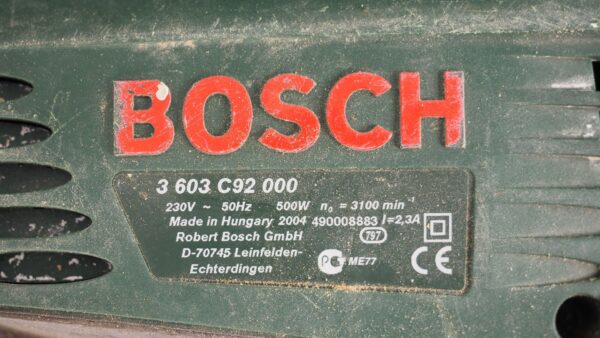 BOSCH
3 603 C92 000
230V ~ 50Hz 500W n₀ = 3100 min⁻¹
Made in Hungary 2004 490008883 I=2,3A
Robert Bosch GmbH 797
D-70745 Leinfelden-
Echterdingen ME77 CE